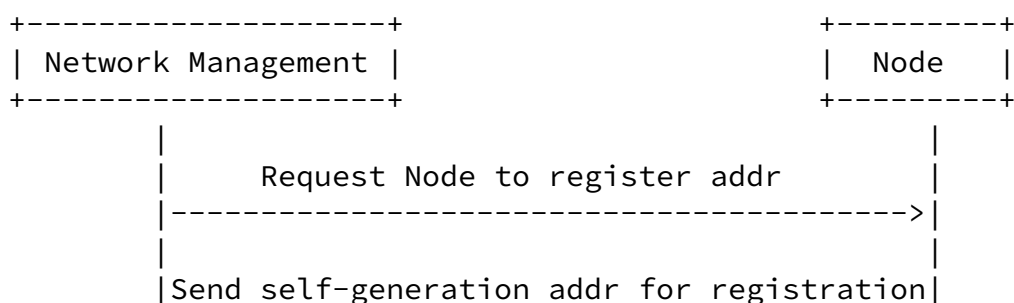 +--------------------+                       +---------+
| Network Management |                       |   Node  |
+--------------------+                       +---------+
        |                                          |
        |     Request Node to register addr        |
        |----------------------------------------->|
        |                                          |
        |Send self-generation addr for registration|